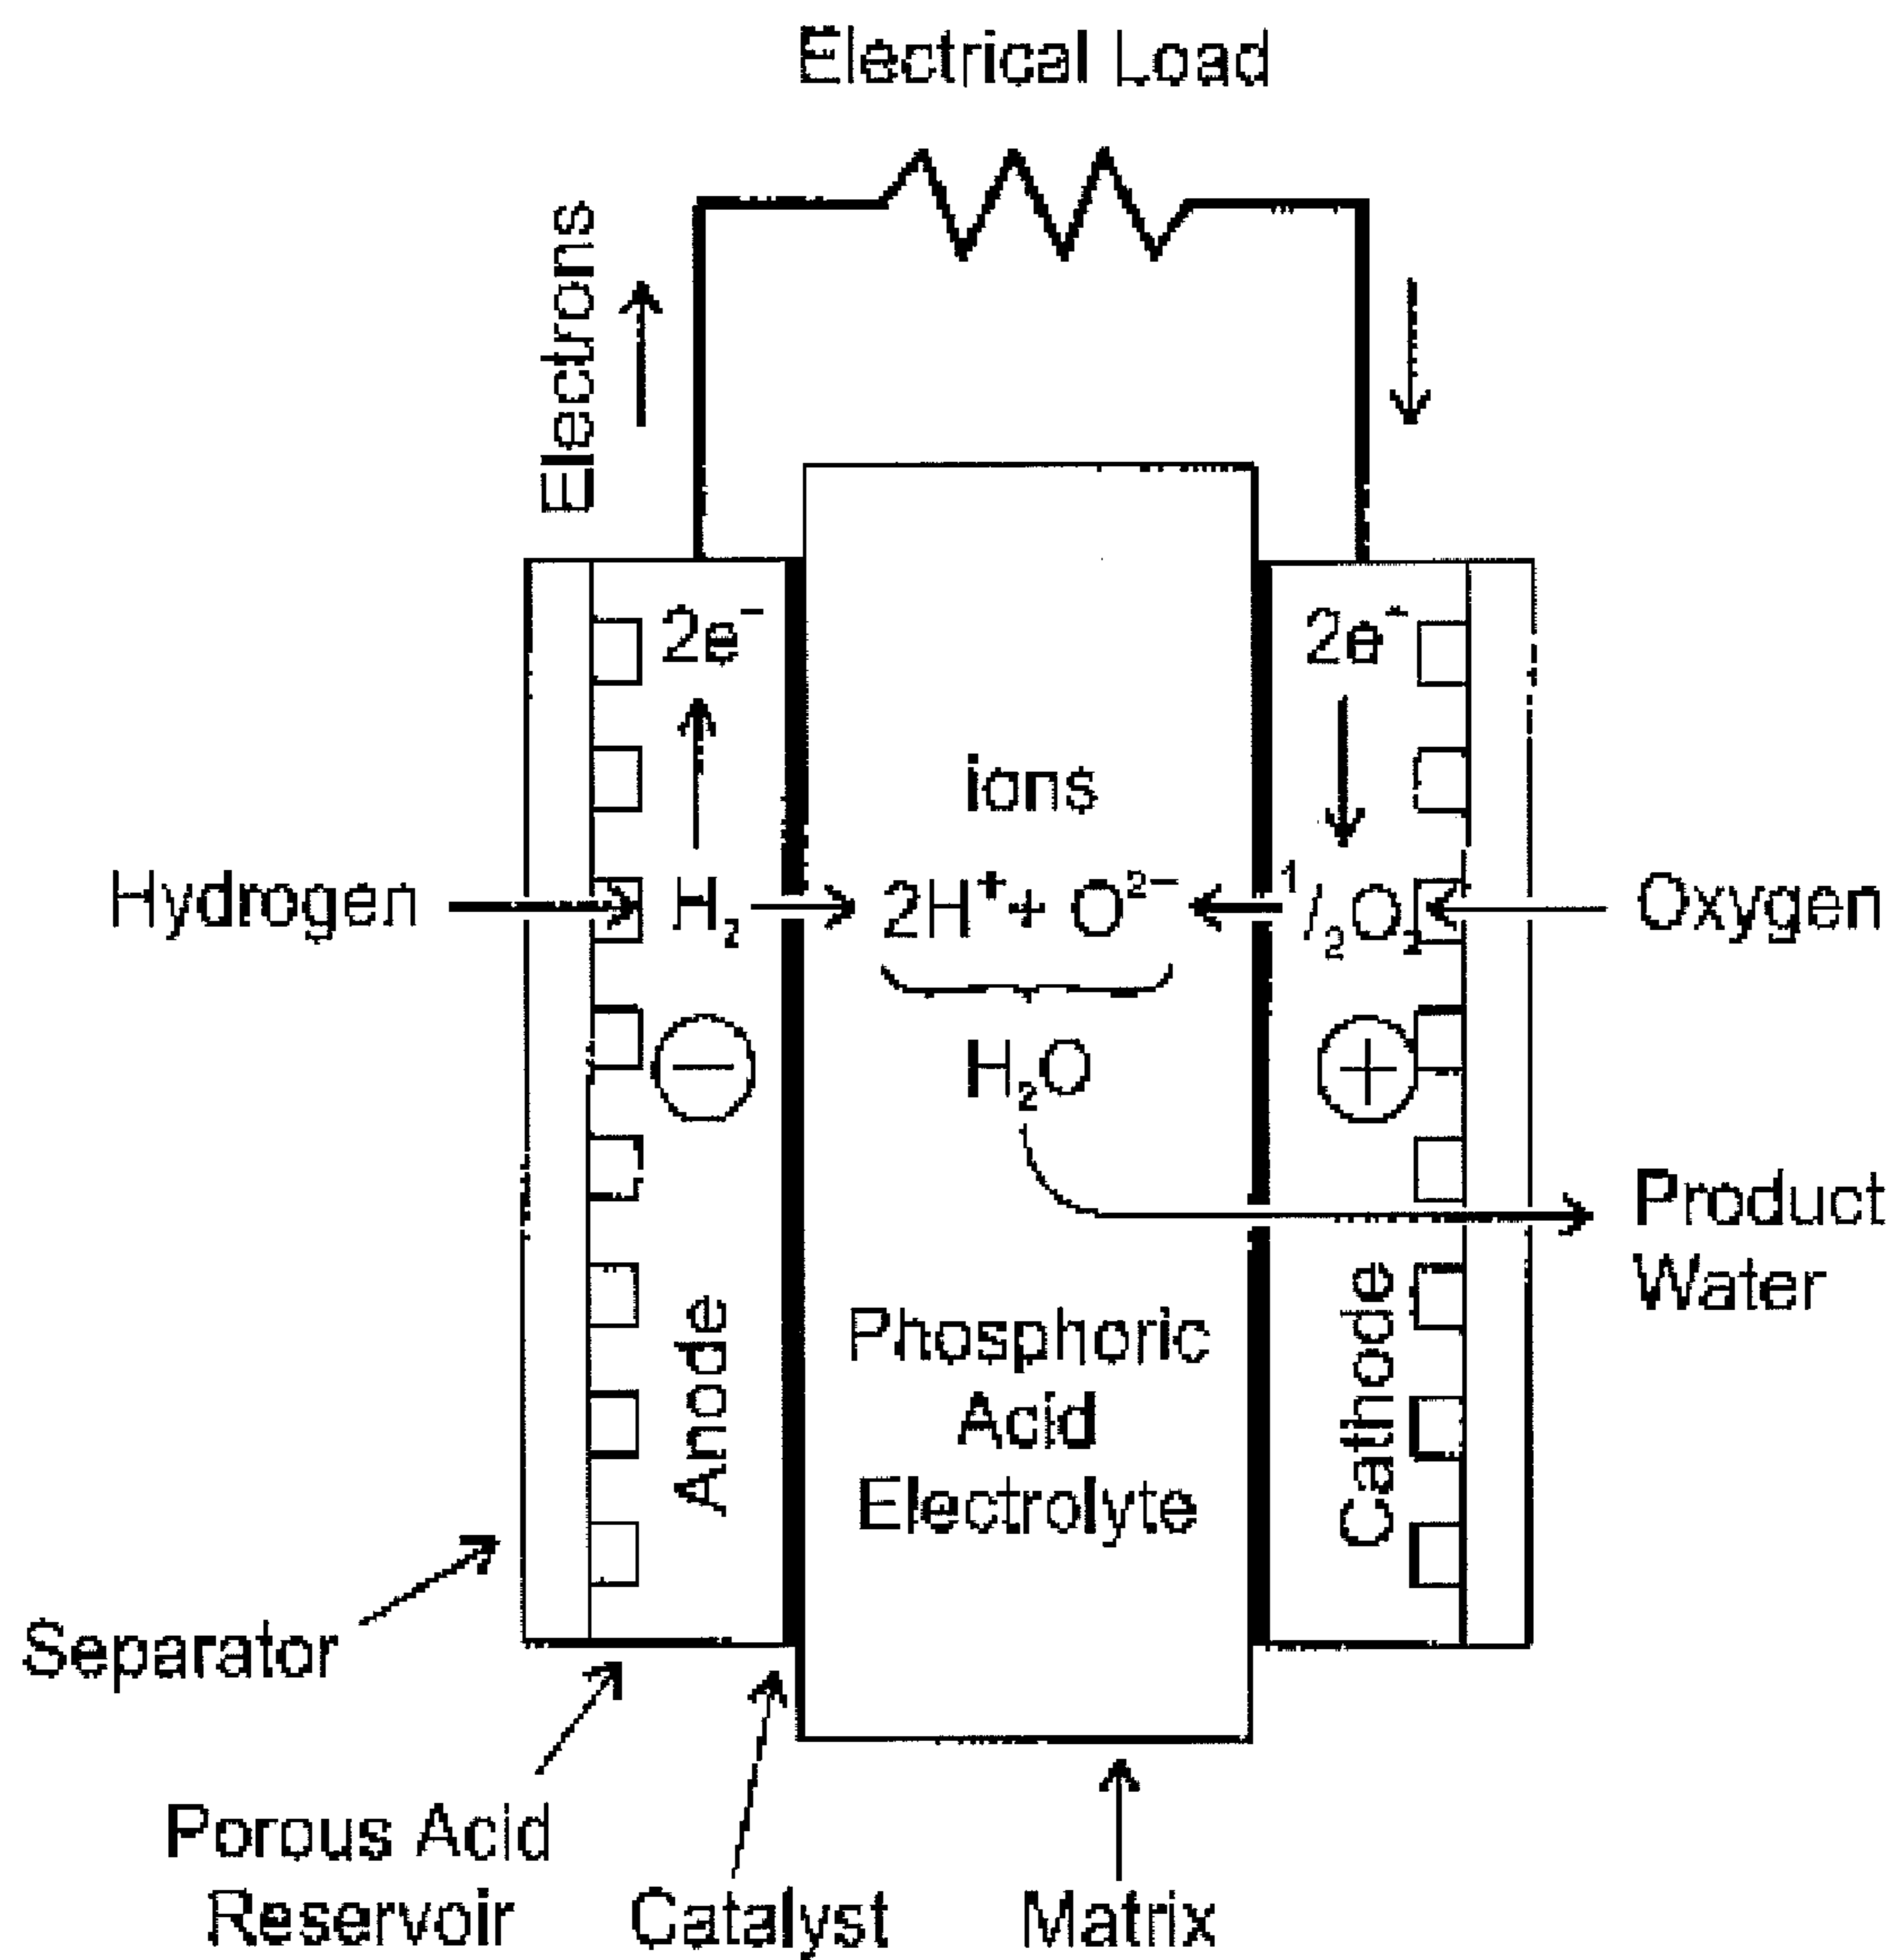 Electrical Load
Electrons
2e⁻
2e⁻
ions
Hydrogen
H₂
2H⁺ + O²⁻
¹/₂O₂
Oxygen
−
H₂O
+
Product
Water
Anode
Phosphoric
Acid
Electrolyte
Cathode
Separator
Porous Acid
Reservoir
Catalyst
Matrix